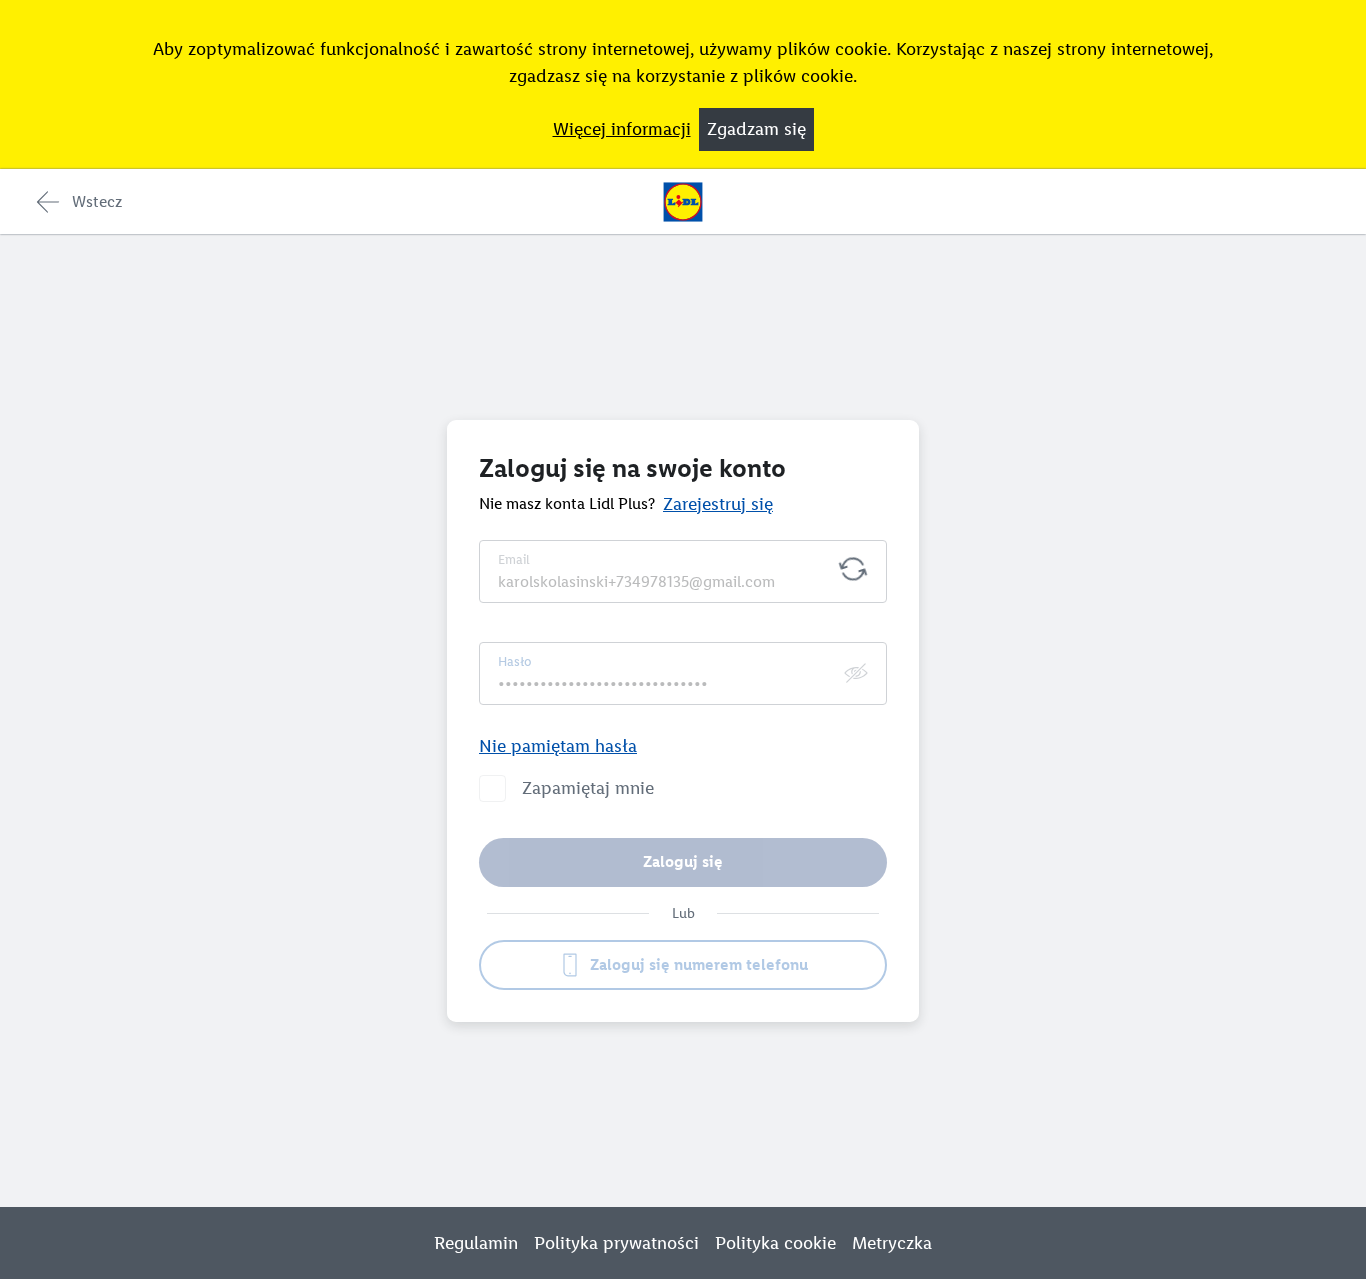 Aby zoptymalizować funkcjonalność i zawartość strony internetowej, używamy plików cookie. Korzystając z naszej strony internetowej,
zgadzasz się na korzystanie z plików cookie.
Więcej informacji Zgadzam się
Wstecz
LIDL
Zaloguj się na swoje konto
Nie masz konta Lidl Plus? Zarejestruj się
Email
karolskolasinski+734978135@gmail.com
Hasło
••••••••••••••••••••••••••••••
Nie pamiętam hasła
Zapamiętaj mnie
Zaloguj się
Lub
Zaloguj się numerem telefonu
Regulamin Polityka prywatności Polityka cookie Metryczka